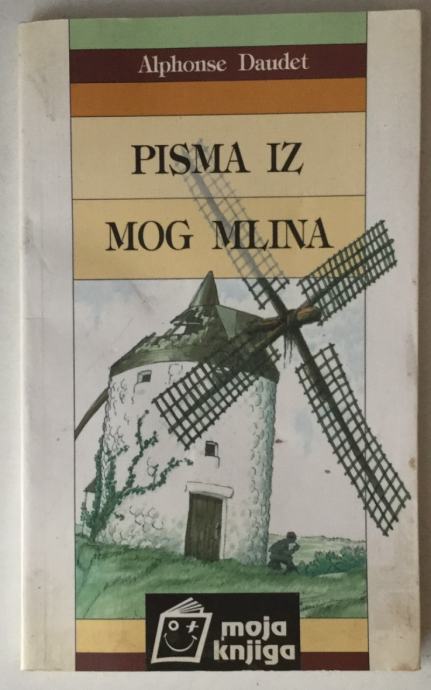 Alphonse Daudet
PISMA IZ
MOG MLINA
moja
knjiga